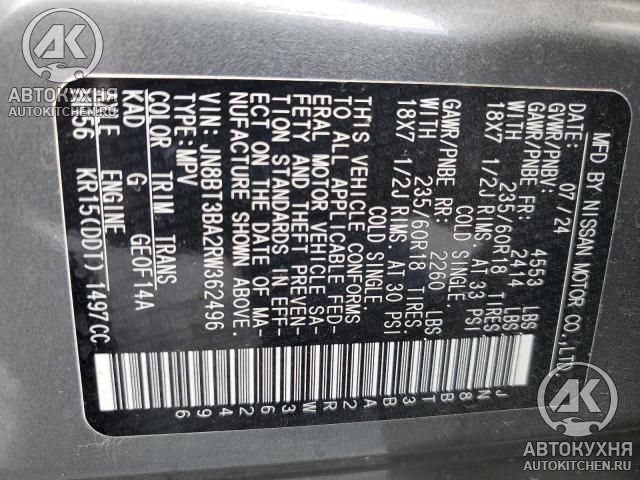 MFD BY NISSAN MOTOR CO.,LTD.
DATE: 07/24
GVWR/PNBV: 4553 LBS
GAWR/PNBE FR: 2414 LBS
WITH 235/60R18 TIRES,
18X7 1/2J RIMS, AT 33 PSI
COLD SINGLE
GAWR/PNBE RR: 2260 LBS
WITH 235/60R18 TIRES,
18X7 1/2J RIMS, AT 30 PSI
COLD SINGLE
THIS VEHICLE CONFORMS
TO ALL APPLICABLE FED-
ERAL MOTOR VEHICLE SA-
FETY AND THEFT PREVEN-
TION STANDARDS IN EFF-
ECT ON THE DATE OF MA-
NUFACTURE SHOWN ABOVE.
VIN: JN8BT3BA2RW362496
TYPE: MPV
COLOR TRIM TRANS
KAD G GE0F14A
ENGINE
KR15(DDT) 1497CC
JN8BT3BA2RW362496
AK
АВТОКУХНЯ
AUTOKITCHEN.RU
AK
АВТОКУХНЯ
AUTOKITCHEN.RU